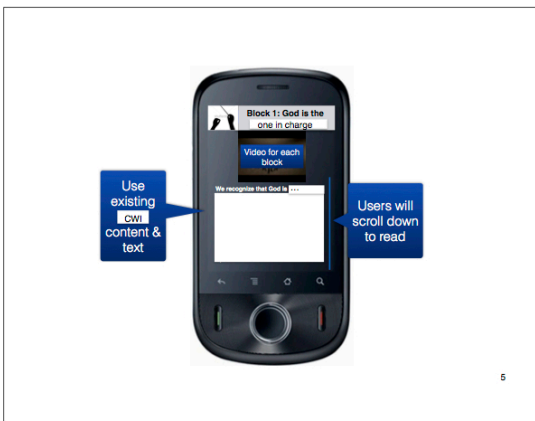 Block 1: God is the
one in charge
Video for each
block
We recognize that God is ...
Use
existing
CWI
content &
text
Users will
scroll down
to read
5